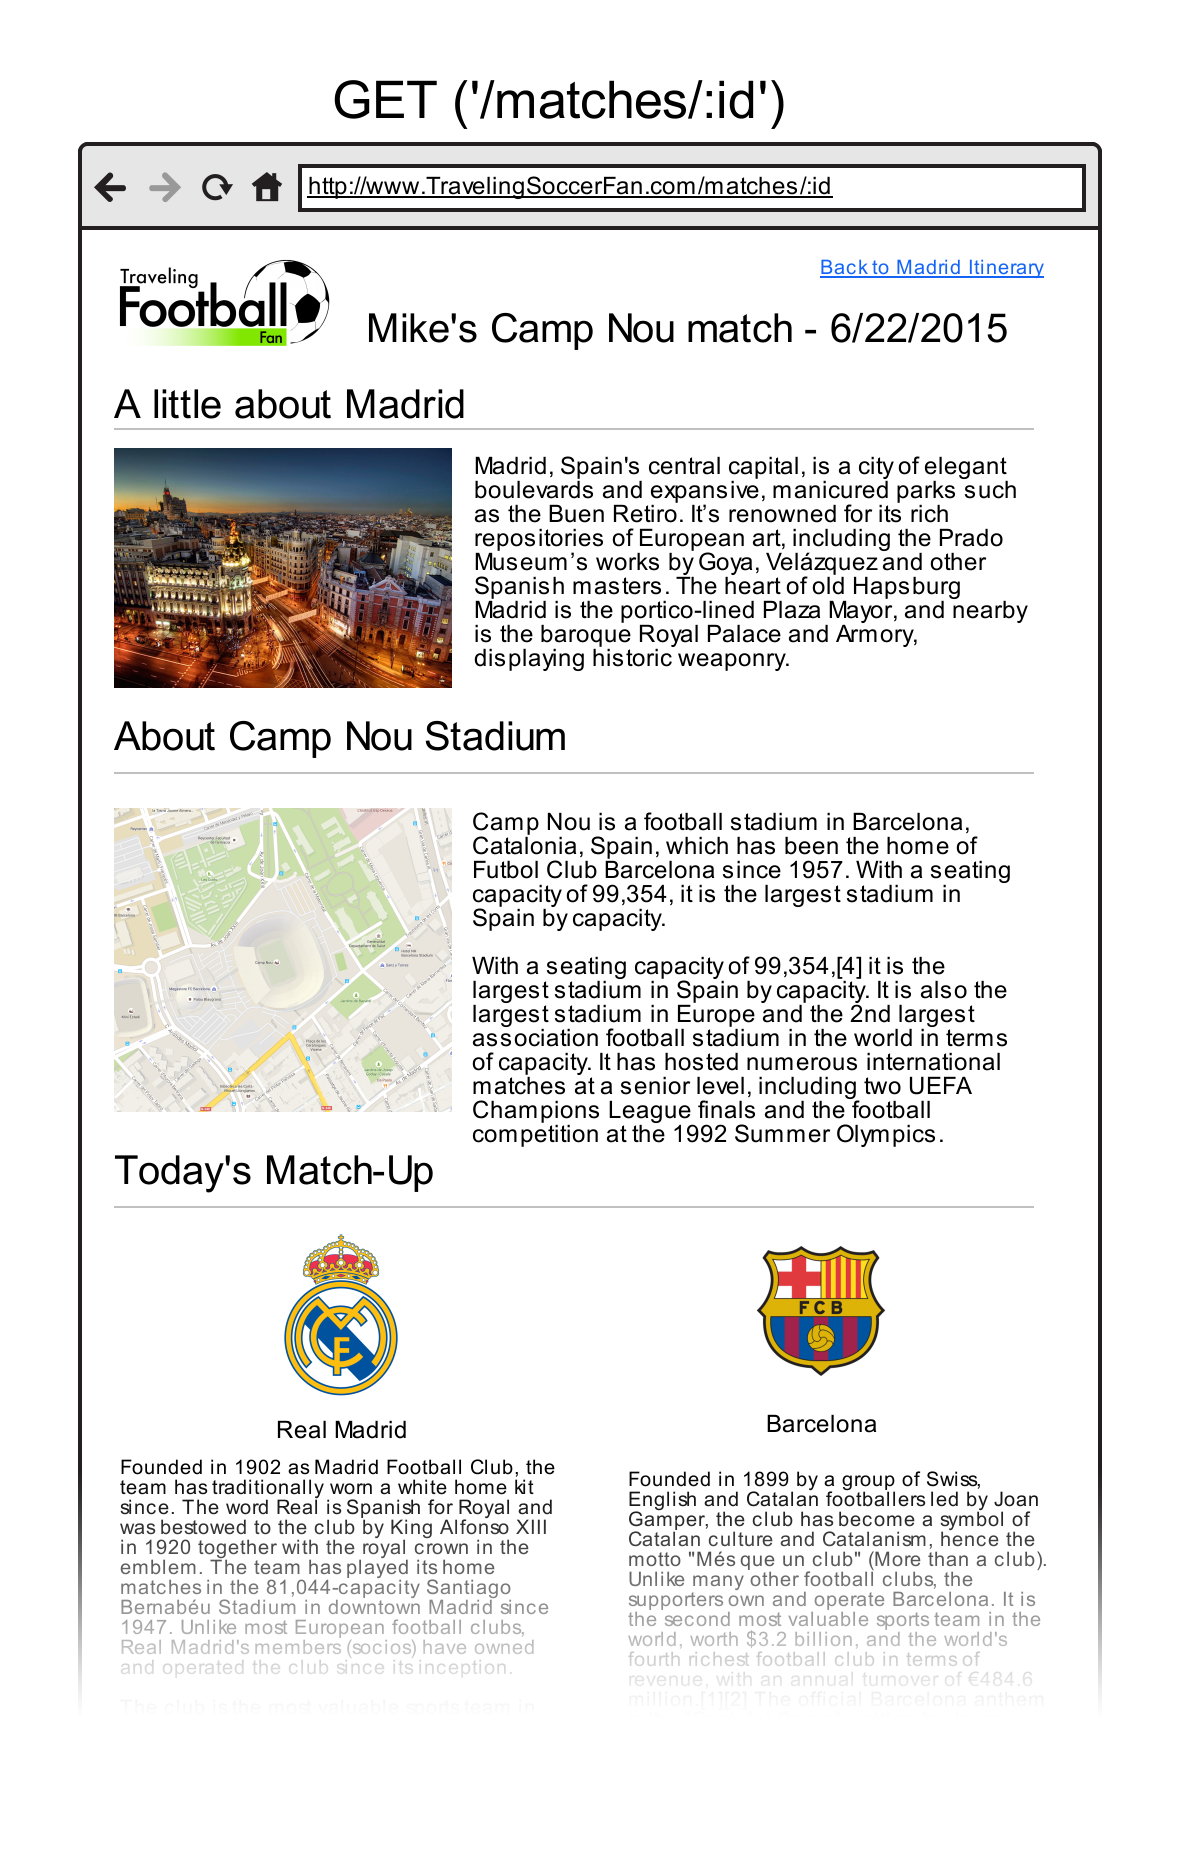 GET ('/matches/:id')
http://www.TravelingSoccerFan.com/matches/:id
Back to Madrid Itinerary
Traveling
Football
Fan
Mike's Camp Nou match - 6/22/2015
A little about Madrid
Madrid, Spain's central capital, is a city of elegant
boulevards and expansive, manicured parks such
as the Buen Retiro. It’s renowned for its rich
repositories of European art, including the Prado
Museum’s works by Goya, Velázquez and other
Spanish masters. The heart of old Hapsburg
Madrid is the portico-lined Plaza Mayor, and nearby
is the baroque Royal Palace and Armory,
displaying historic weaponry.
About Camp Nou Stadium
Camp Nou is a football stadium in Barcelona,
Catalonia, Spain, which has been the home of
Futbol Club Barcelona since 1957. With a seating
capacity of 99,354, it is the largest stadium in
Spain by capacity.
With a seating capacity of 99,354,[4] it is the
largest stadium in Spain by capacity. It is also the
largest stadium in Europe and the 2nd largest
association football stadium in the world in terms
of capacity. It has hosted numerous international
matches at a senior level, including two UEFA
Champions League finals and the football
competition at the 1992 Summer Olympics.
Camp Nou
Today's Match-Up
FCB
Real Madrid
Founded in 1902 as Madrid Football Club, the
team has traditionally worn a white home kit
since. The word Real is Spanish for Royal and
was bestowed to the club by King Alfonso XIII
in 1920 together with the royal crown in the
emblem. The team has played its home
matches in the 81,044-capacity Santiago
Bernabéu Stadium in downtown Madrid since
1947. Unlike most European football clubs,
Real Madrid's members (socios) have owned
and operated the club since its inception.
The club is the most valuable sports team in
Barcelona
Founded in 1899 by a group of Swiss,
English and Catalan footballers led by Joan
Gamper, the club has become a symbol of
Catalan culture and Catalanism, hence the
motto "Més que un club" (More than a club).
Unlike many other football clubs, the
supporters own and operate Barcelona. It is
the second most valuable sports team in the
world, worth $3.2 billion, and the world's
fourth richest football club in terms of
revenue, with an annual turnover of €484.6
million.[1][2] The official Barcelona anthem